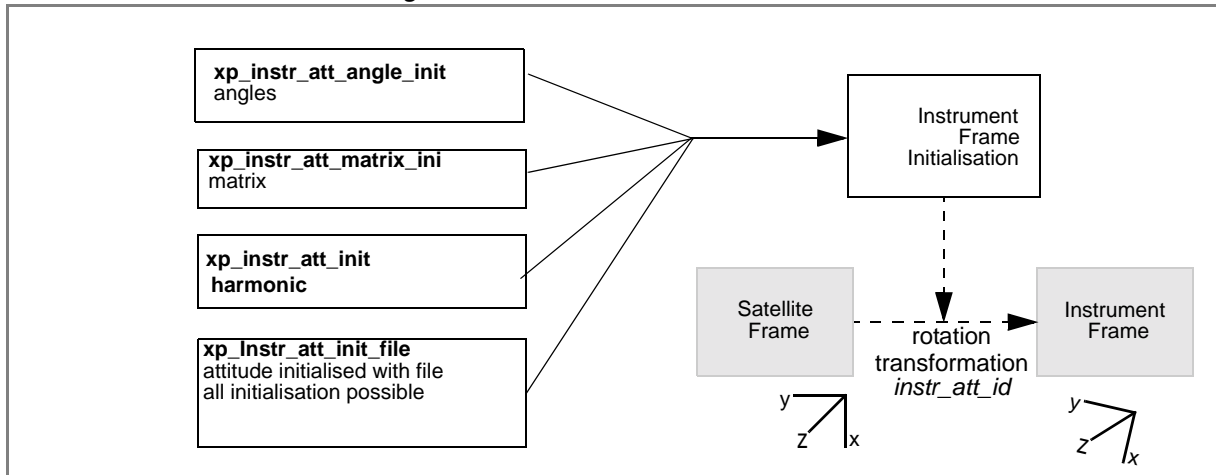 xp_instr_att_angle_init
angles
xp_instr_att_matrix_ini
matrix
xp_instr_att_init
harmonic
xp_Instr_att_init_file
attitude initialised with file
all initialisation possible
Instrument
Frame
Initialisation
Satellite
Frame
rotation
transformation
instr_att_id
Instrument
Frame
y
z
x
y
z
x